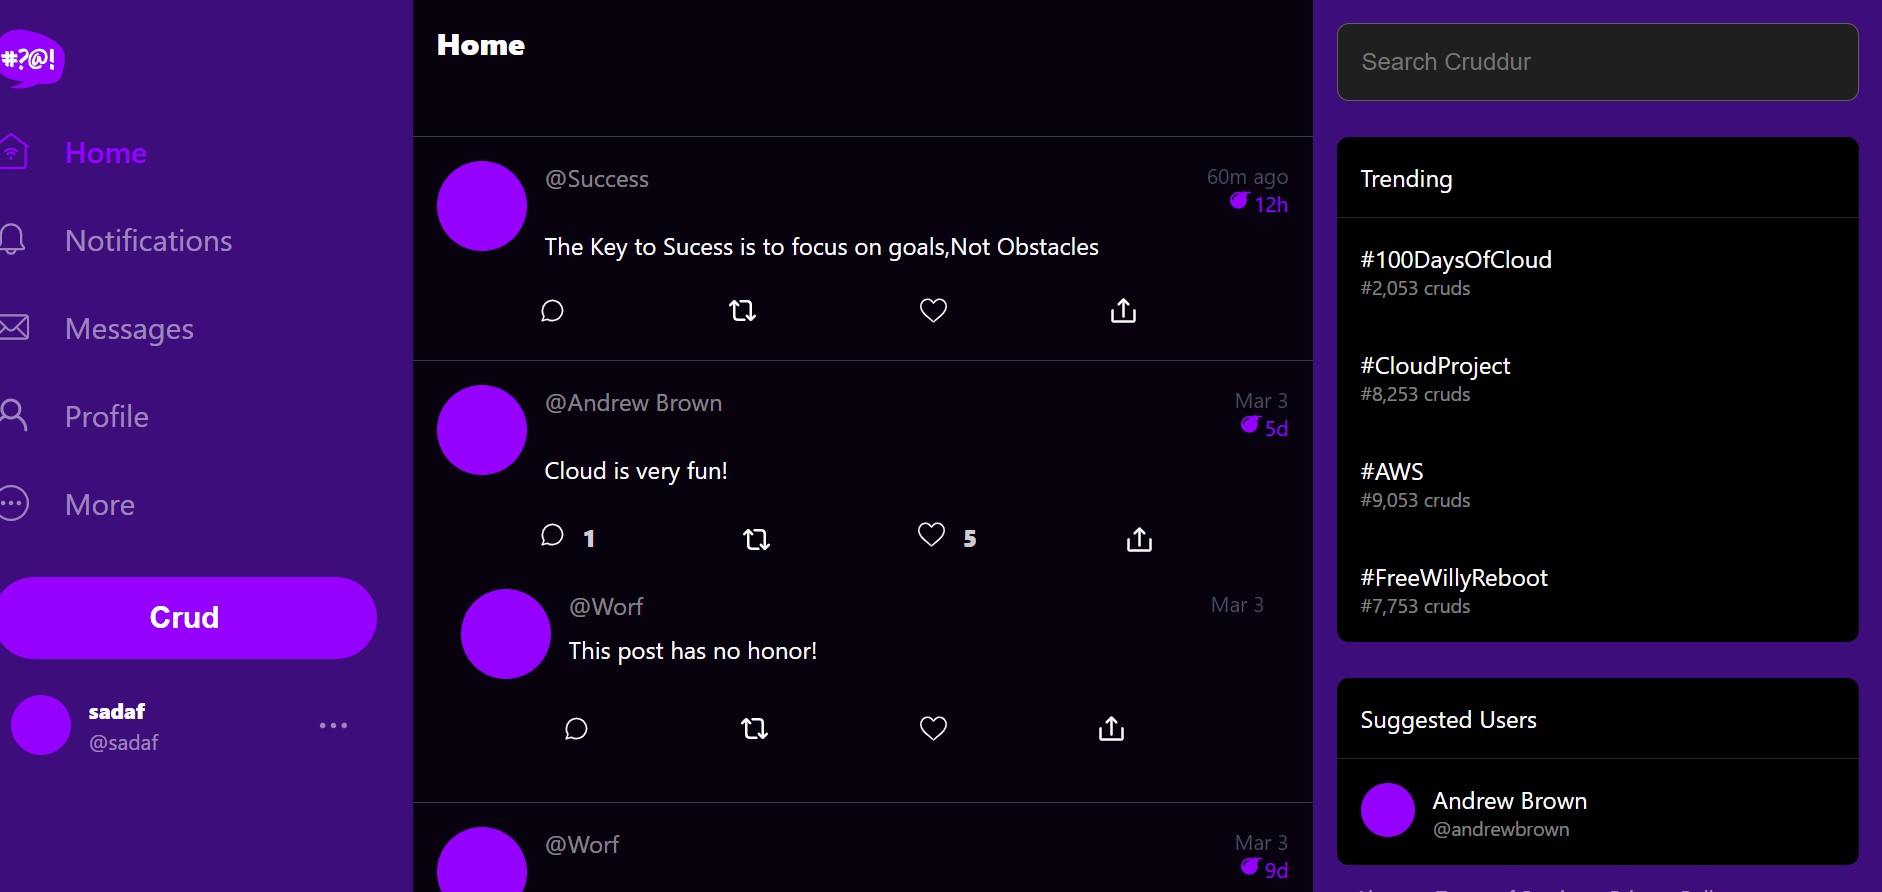 #?@!
Home
Notifications
Messages
Profile
More
Crud
sadaf
@sadaf
Home
@Success
60m ago
12h
The Key to Sucess is to focus on goals,Not Obstacles
@Andrew Brown
Mar 3
5d
Cloud is very fun!
1
5
@Worf
Mar 3
This post has no honor!
@Worf
Mar 3
9d
Search Cruddur
Trending
#100DaysOfCloud
#2,053 cruds
#CloudProject
#8,253 cruds
#AWS
#9,053 cruds
#FreeWillyReboot
#7,753 cruds
Suggested Users
Andrew Brown
@andrewbrown